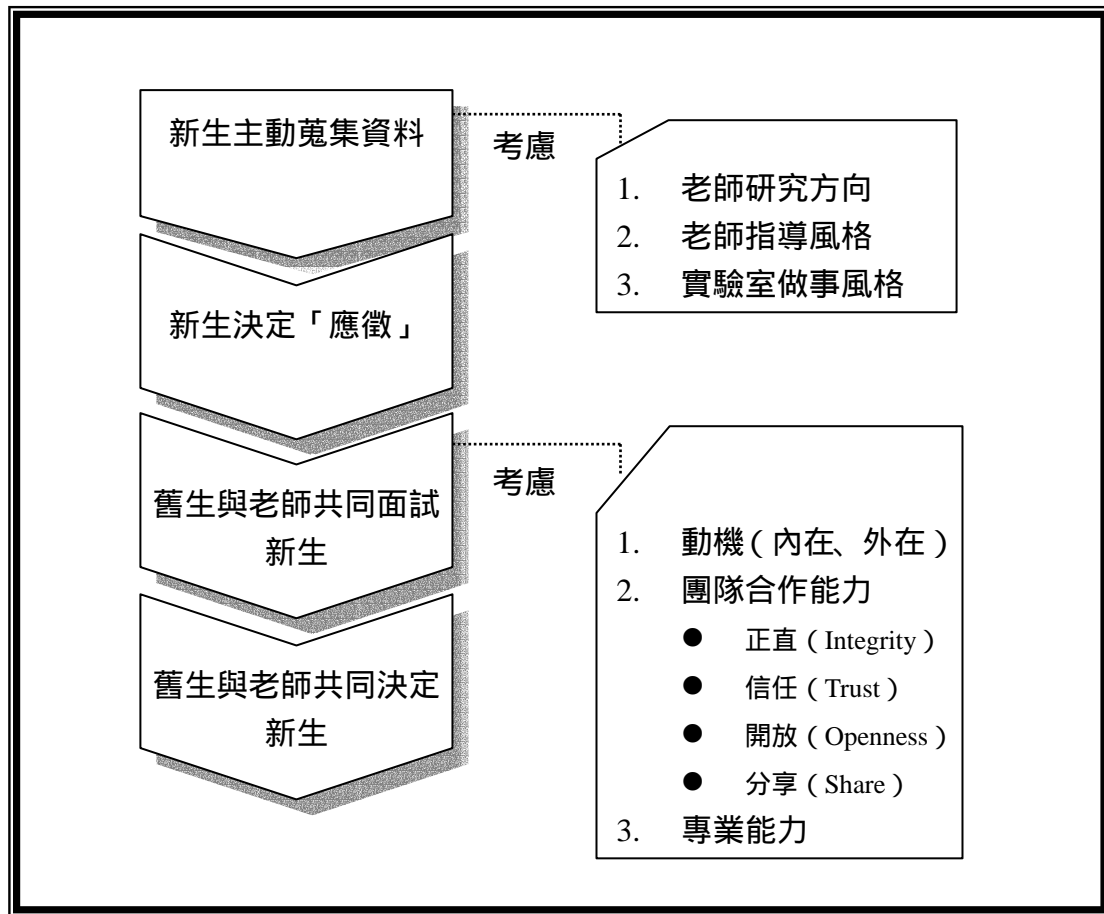 新生主動蒐集資料
考慮
1. 老師研究方向
2. 老師指導風格
3. 實驗室做事風格
新生決定「應徵」
舊生與老師共同面試
新生
考慮
1. 動機（內在、外在）
2. 團隊合作能力
● 正直（Integrity）
● 信任（Trust）
● 開放（Openness）
● 分享（Share）
3. 專業能力
舊生與老師共同決定
新生